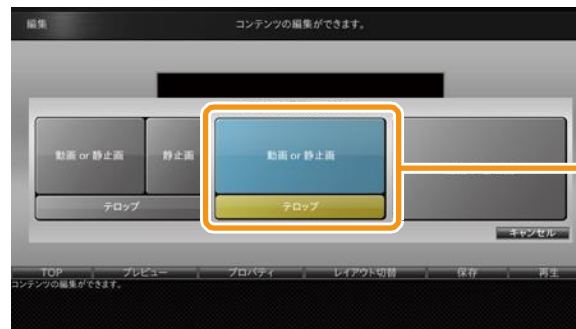 編集
コンテンツの編集ができます。
動画 or 静止画
静止画
テロップ
動画 or 静止画
テロップ
キャンセル
TOP
プレビュー
プロパティ
レイアウト切替
保存
再生
コンテンツの編集ができます。